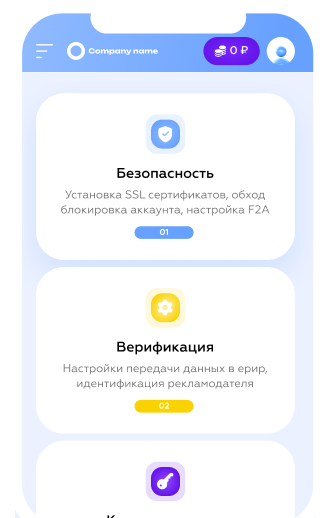 Company name
0 ₽
Безопасность
Установка SSL сертификатов, обход
блокировка аккаунта, настройка F2A
01
Верификация
Настройки передачи данных в ерир,
идентификация рекламодателя
02